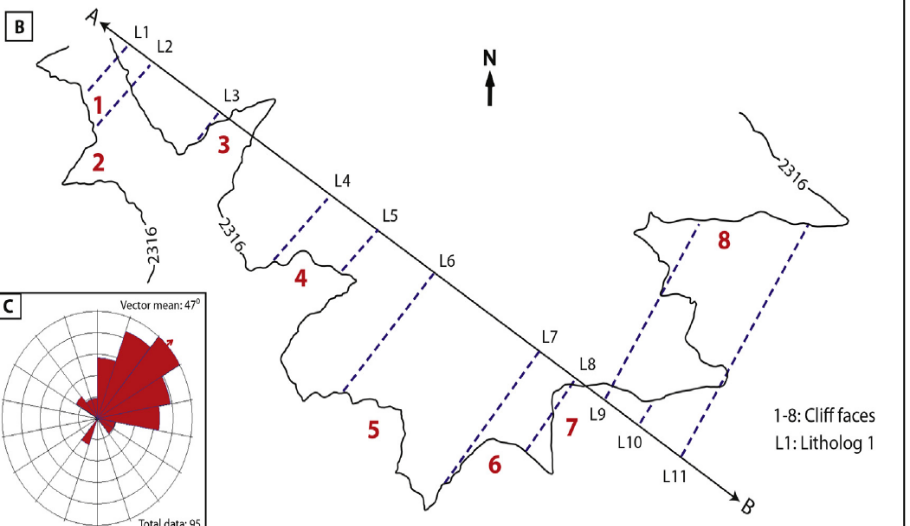 B
A
L1
L2
N
L3
1
3
2
2316
L4
8
L5
2316
2316
L6
4
C
Vector mean: 47⁰
L7
L8
5
7
L9
1-8: Cliff faces
L10
L1: Litholog 1
6
L11
B
Total data: 95